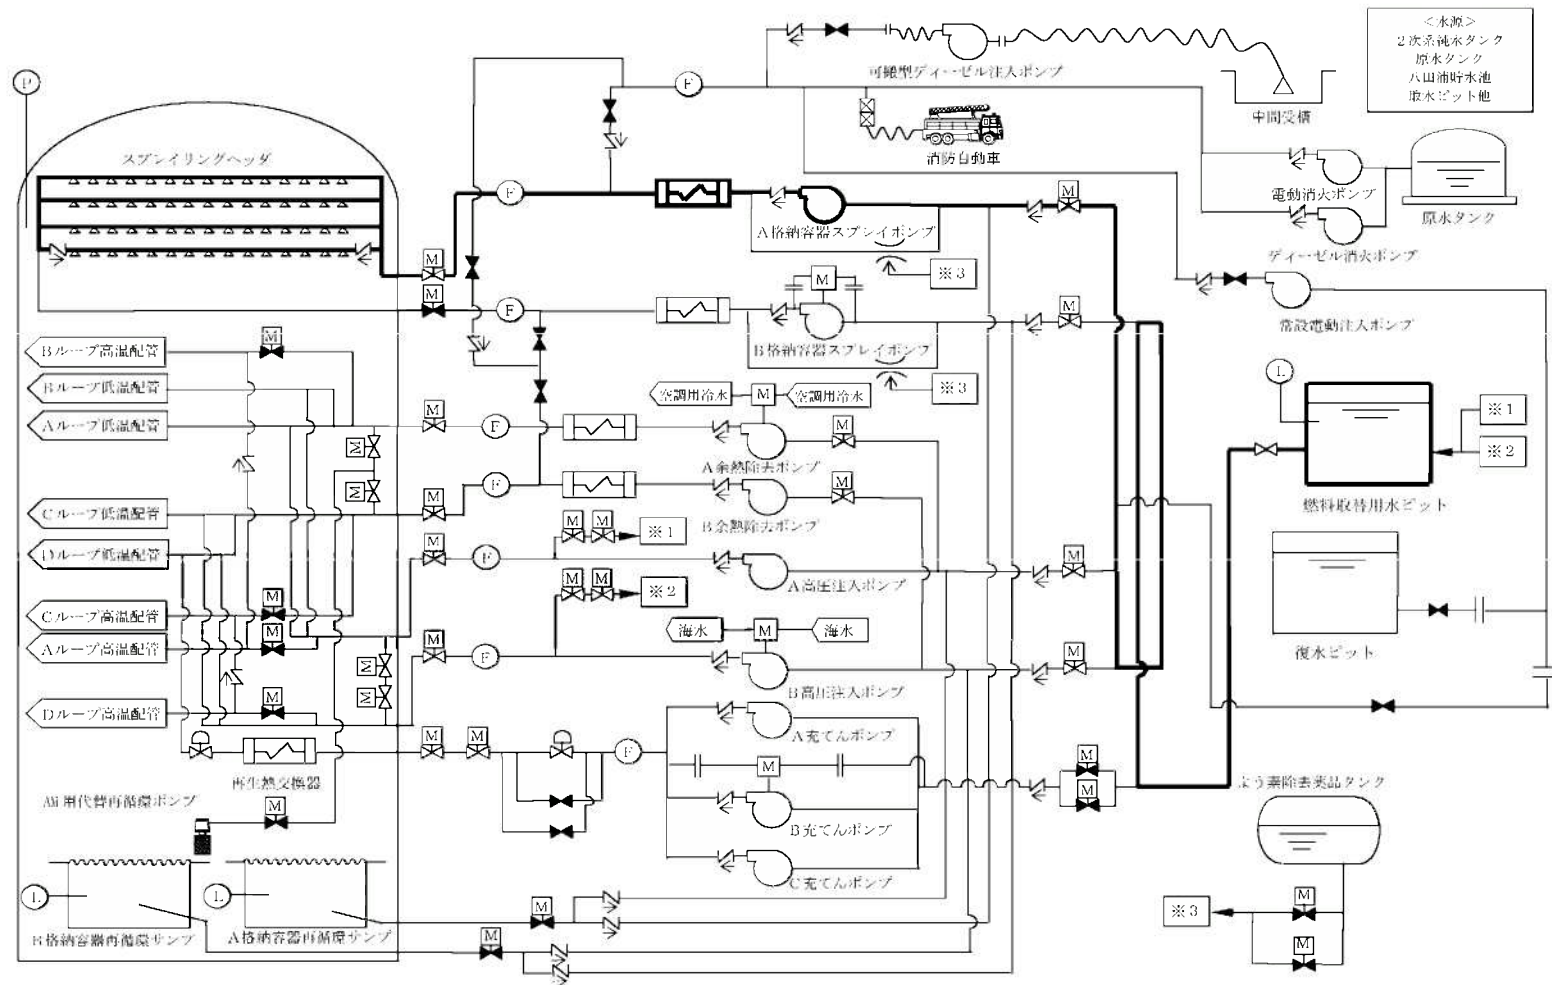 <水源>
2次系純水タンク
原水タンク
八田浦貯水池
取水ピット他
可搬型ディーゼル注入ポンプ
中間受槽
消防自動車
電動消火ポンプ
原水タンク
ディーゼル消火ポンプ
常設電動注入ポンプ
P
スプレイリングヘッダ
F
F
M
A格納容器スプレイポンプ
※3
M
M
M
F
M
M
B格納容器スプレイポンプ
※3
Bループ高温配管
M
Bループ低温配管
Aループ低温配管
M
M
F
空調用冷水
M
空調用冷水
M
A余熱除去ポンプ
L
※1
※2
燃料取替用水ピット
Cループ低温配管
M
M
F
M
B余熱除去ポンプ
M
M
※1
Dループ低温配管
M
F
A高圧注入ポンプ
M
M
M
※2
Cループ高温配管
M
Aループ高温配管
M
海水
M
海水
復水ピット
M
M
M
F
B高圧注入ポンプ
M
Dループ高温配管
M
A充てんポンプ
M
M
F
M
再生熱交換器
M
M
B充てんポンプ
よう素除去薬品タンク
AM用代替再循環ポンプ
M
C充てんポンプ
L
L
M
B格納容器再循環サンプ
A格納容器再循環サンプ
M
※3
M
M